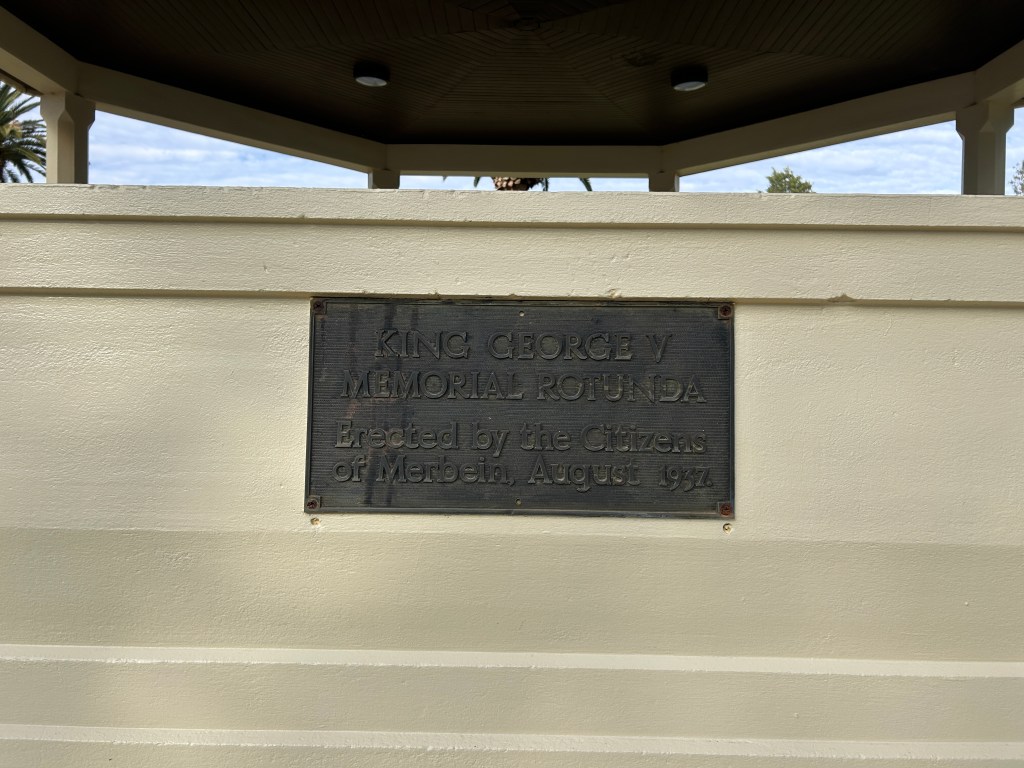 KING GEORGE V
MEMORIAL ROTUNDA
Erected by the Citizens
of Merbein, August 1937.